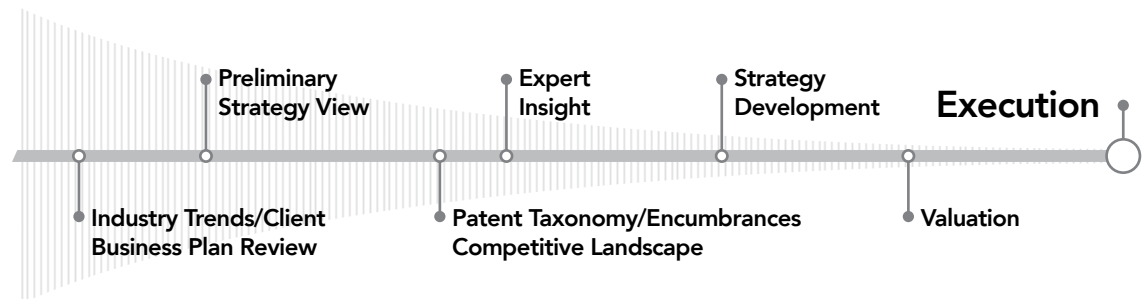 Preliminary
Strategy View
Expert
Insight
Strategy
Development
Execution
Industry Trends/Client
Business Plan Review
Patent Taxonomy/Encumbrances
Competitive Landscape
Valuation